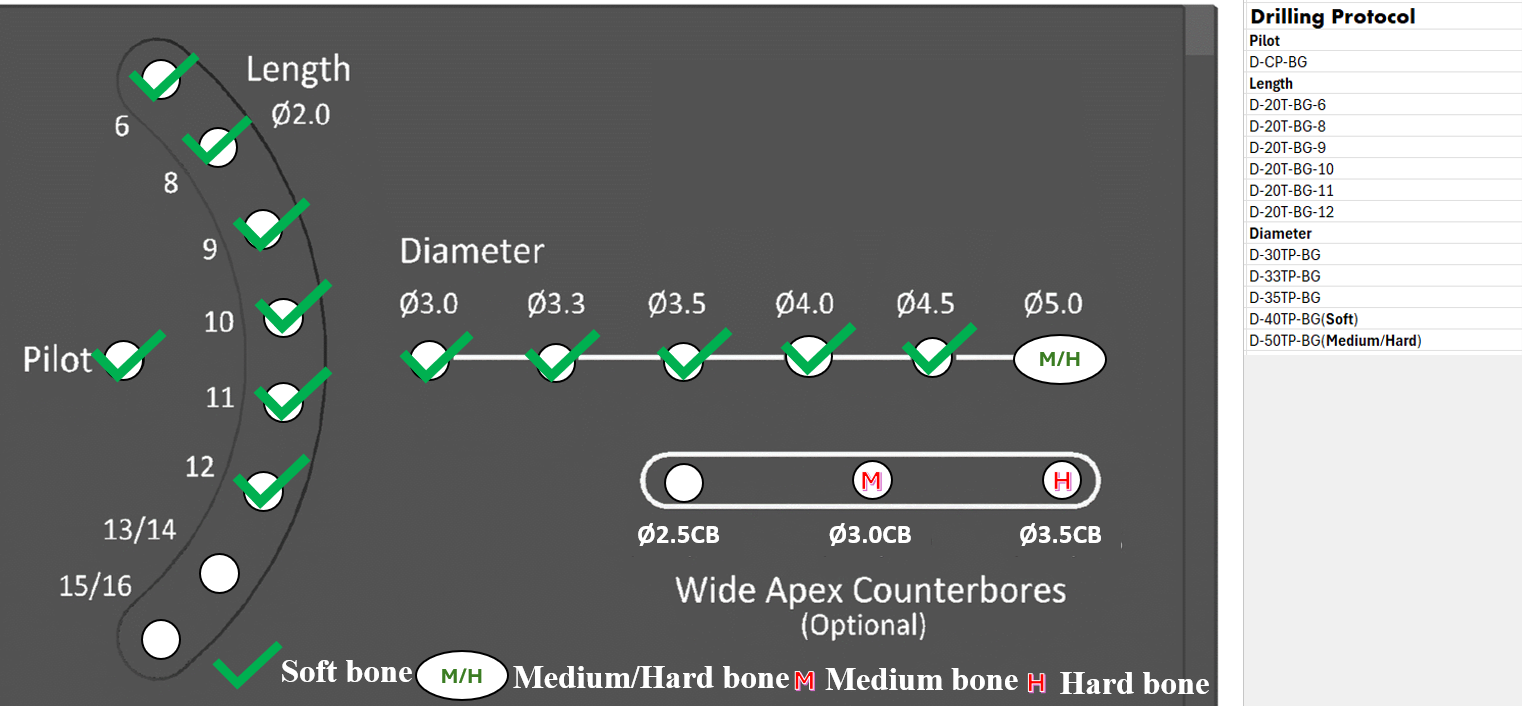 Length
Ø2.0
6
8
9
10
Pilot
11
12
13/14
15/16
Diameter
Ø3.0 Ø3.3 Ø3.5 Ø4.0 Ø4.5 Ø5.0
M/H
M H
Ø2.5CB Ø3.0CB Ø3.5CB
Wide Apex Counterbores
(Optional)
Soft bone M/H Medium/Hard bone M Medium bone H Hard bone
Drilling Protocol
Pilot
D-CP-BG
Length
D-20T-BG-6
D-20T-BG-8
D-20T-BG-9
D-20T-BG-10
D-20T-BG-11
D-20T-BG-12
Diameter
D-30TP-BG
D-33TP-BG
D-35TP-BG
D-40TP-BG(Soft)
D-50TP-BG(Medium/Hard)